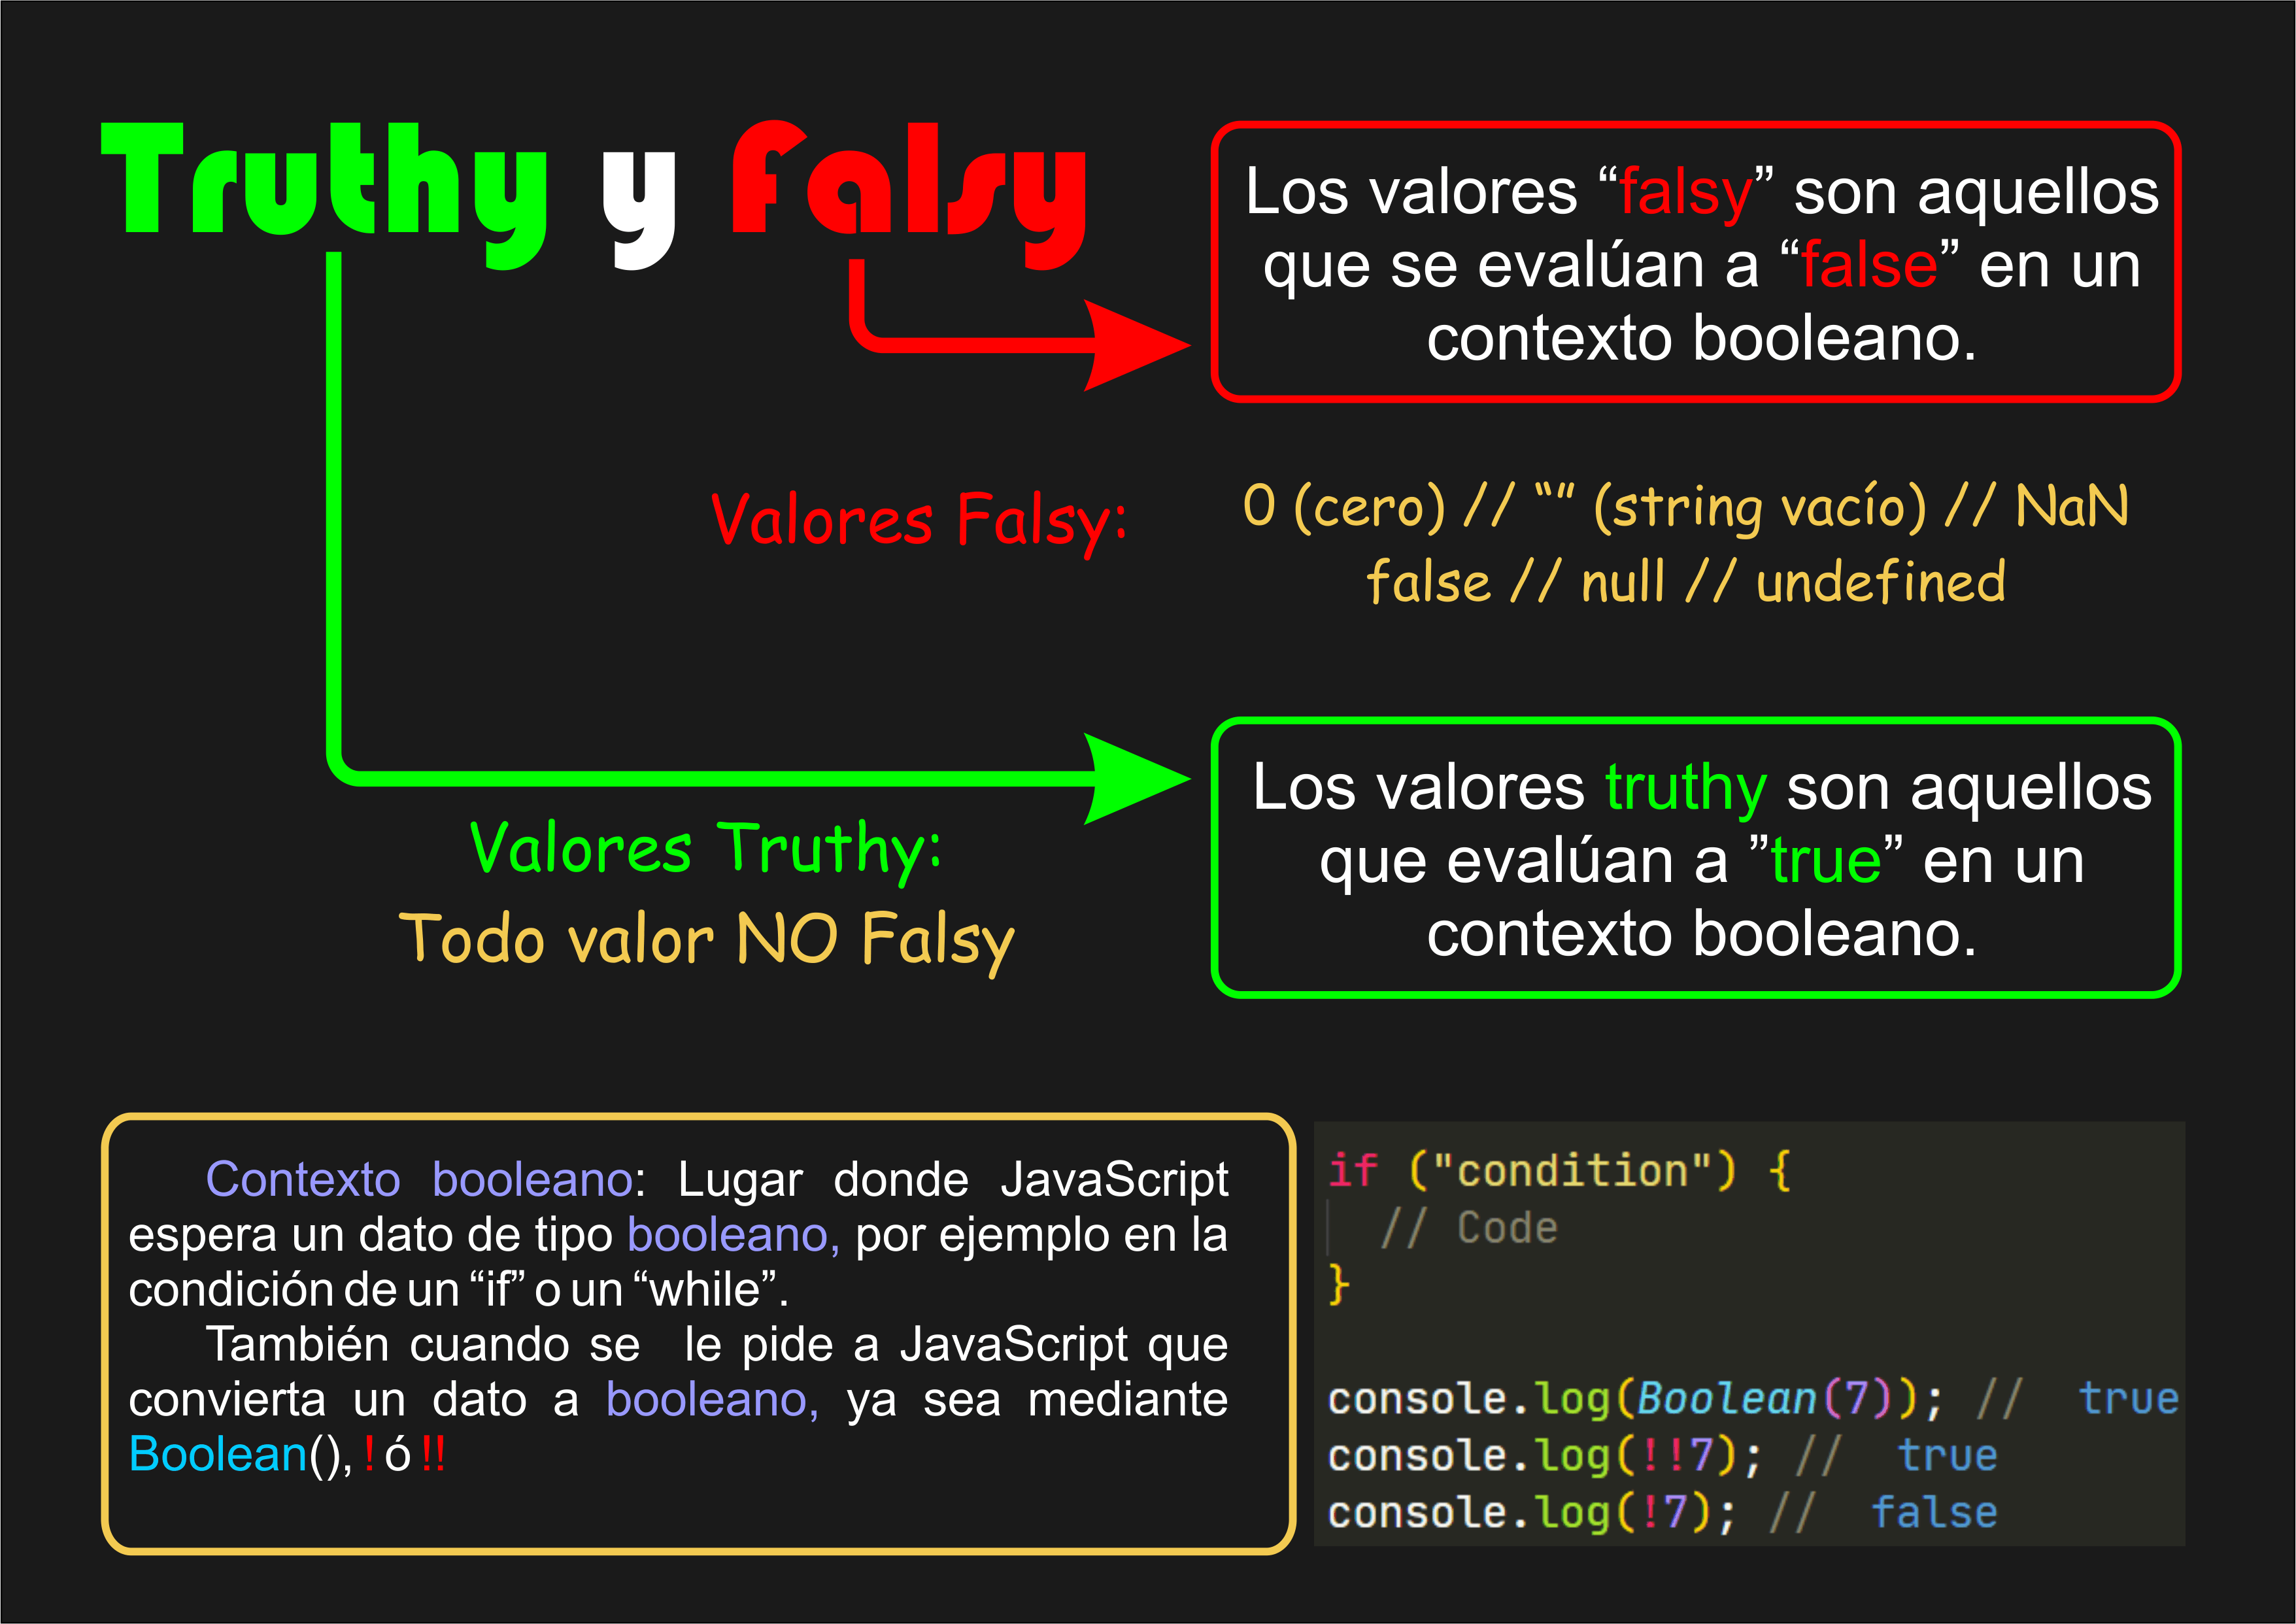 Truthy y Falsy
Los valores “falsy” son aquellos
que se evalúan a “false” en un
contexto booleano.
Valores Falsy:
0 (cero) // “” (string vacío) // NaN
false // null // undefined
Los valores truthy son aquellos
que evalúan a ”true” en un
contexto booleano.
Valores Truthy:
Todo valor NO Falsy
Contexto booleano: Lugar donde JavaScript
espera un dato de tipo booleano, por ejemplo en la
condición de un “if” o un “while”.
También cuando se le pide a JavaScript que
convierta un dato a booleano, ya sea mediante
Boolean(), ! ó !!
if ("condition") {
// Code
}
console.log(Boolean(7)); // true
console.log(!!7); // true
console.log(!7); // false